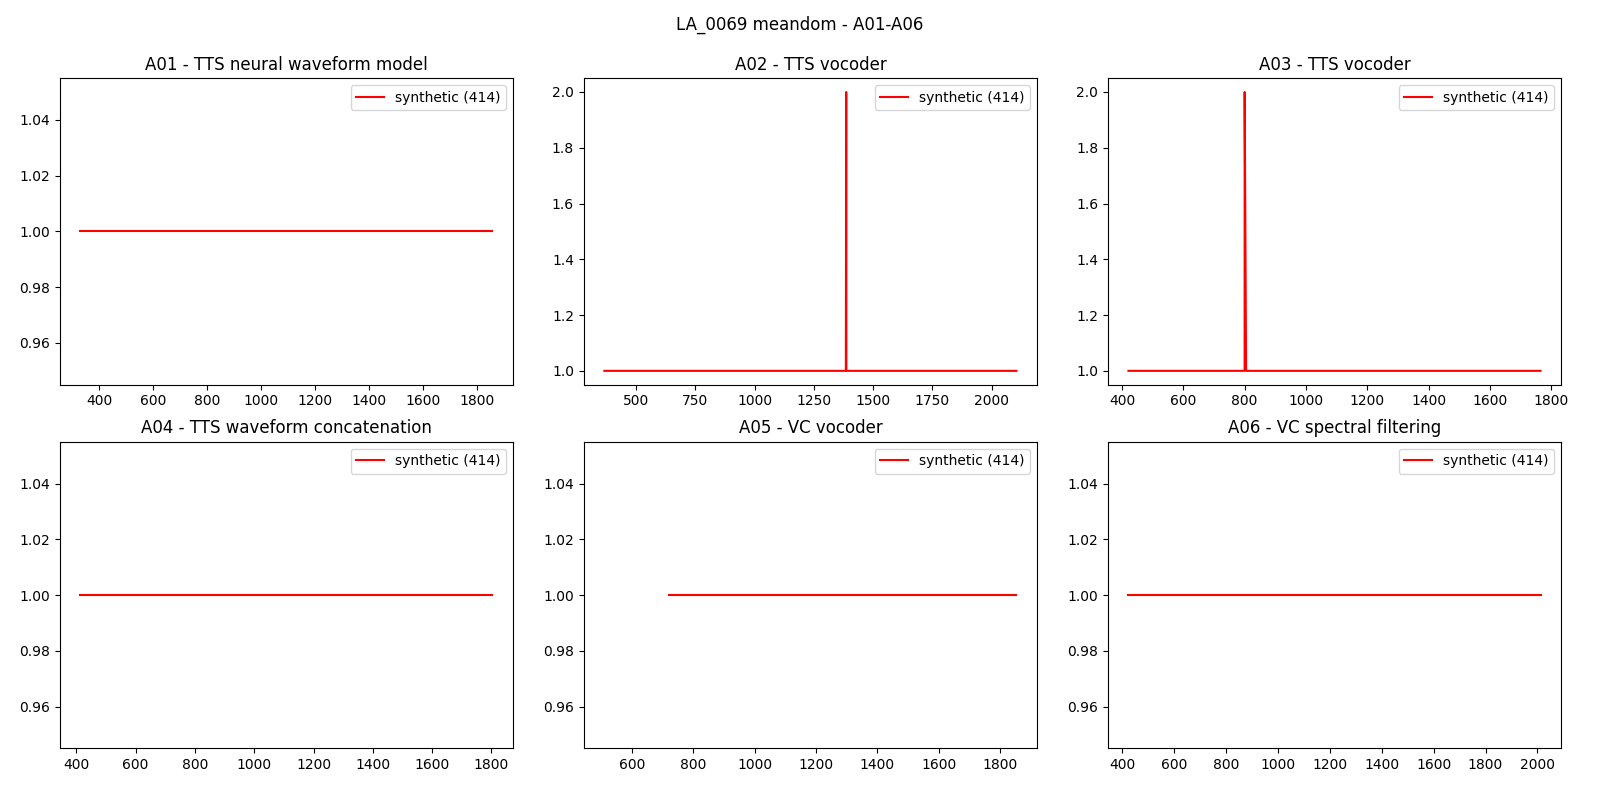 LA_0069 meandom - A01-A06
A01 - TTS neural waveform model
synthetic (414)
1.04
1.02
1.00
0.98
0.96
400 600 800 1000 1200 1400 1600 1800
A02 - TTS vocoder
synthetic (414)
2.0
1.8
1.6
1.4
1.2
1.0
500 750 1000 1250 1500 1750 2000
A03 - TTS vocoder
synthetic (414)
2.0
1.8
1.6
1.4
1.2
1.0
400 600 800 1000 1200 1400 1600 1800
A04 - TTS waveform concatenation
synthetic (414)
1.04
1.02
1.00
0.98
0.96
400 600 800 1000 1200 1400 1600 1800
A05 - VC vocoder
synthetic (414)
1.04
1.02
1.00
0.98
0.96
600 800 1000 1200 1400 1600 1800
A06 - VC spectral filtering
synthetic (414)
1.04
1.02
1.00
0.98
0.96
400 600 800 1000 1200 1400 1600 1800 2000